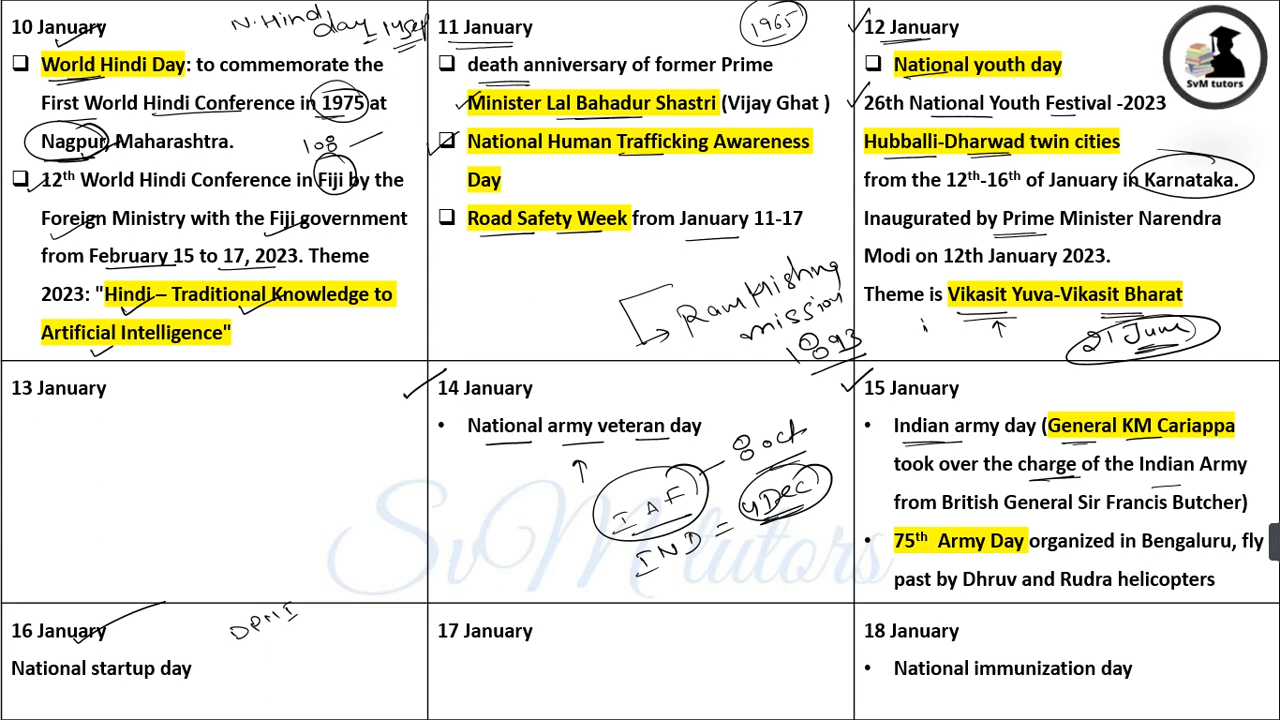 10 January
N. Hindi day 14 Sep
World Hindi Day: to commemorate the
First World Hindi Conference in 1975 at
Nagpur, Maharashtra.
12th World Hindi Conference in Fiji by the
Foreign Ministry with the Fiji government
from February 15 to 17, 2023. Theme
2023: "Hindi – Traditional Knowledge to
Artificial Intelligence"
11 January
1965
death anniversary of former Prime
Minister Lal Bahadur Shastri (Vijay Ghat )
National Human Trafficking Awareness
Day
Road Safety Week from January 11-17
mission
12 January
SvM tutors
National youth day
26th National Youth Festival -2023
Hubballi-Dharwad twin cities
from the 12th-16th of January in Karnataka.
Inaugurated by Prime Minister Narendra
Modi on 12th January 2023.
Theme is Vikasit Yuva-Vikasit Bharat
21 June
13 January
14 January
National army veteran day
IAF – 8 oct
IND = 4 Dec
15 January
Indian army day (General KM Cariappa
took over the charge of the Indian Army
from British General Sir Francis Butcher)
75th Army Day organized in Bengaluru, fly
past by Dhruv and Rudra helicopters
SvM tutors
16 January
National startup day
17 January
18 January
National immunization day